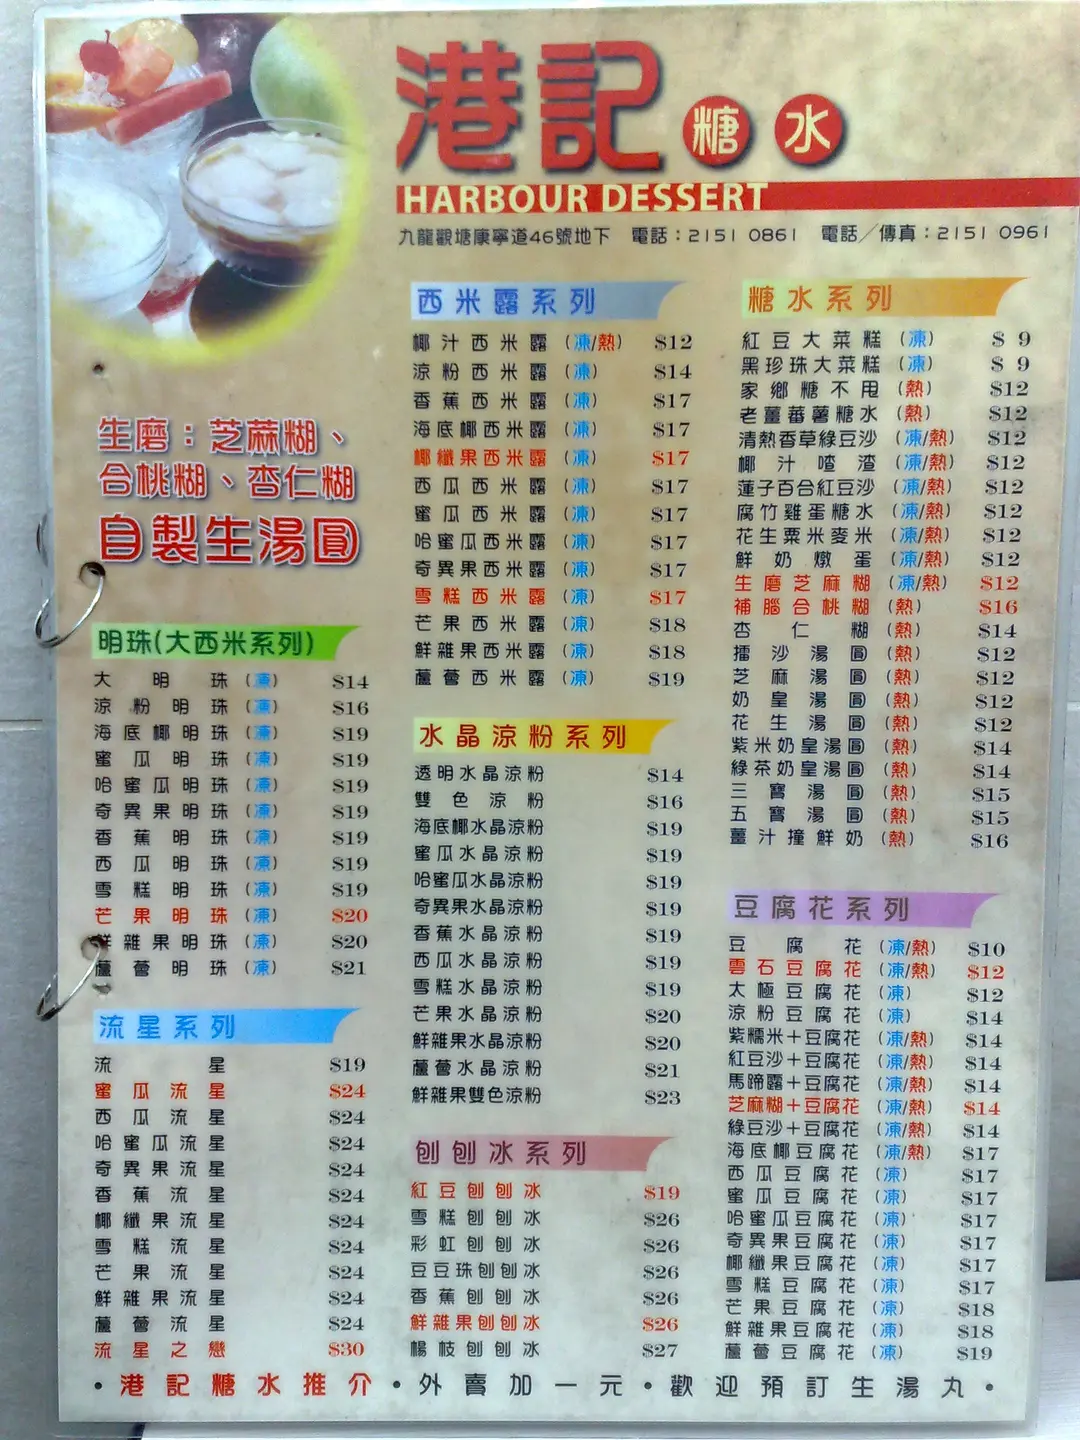 港記 糖水
HARBOUR DESSERT
九龍觀塘康寧道46號地下 電話：2151 0861 電話／傳真：2151 0961
生磨：芝蔴糊、
合桃糊、杏仁糊
自製生湯圓
明珠(大西米系列)
大明珠（凍） $14
涼粉明珠（凍） $16
海底椰明珠（凍） $19
蜜瓜明珠（凍） $19
哈蜜瓜明珠（凍） $19
奇異果明珠（凍） $19
香蕉明珠（凍） $19
西瓜明珠（凍） $19
雪糕明珠（凍） $19
芒果明珠（凍） $20
鮮雜果明珠（凍） $20
蘆薈明珠（凍） $21
流星系列
流星 $19
蜜瓜流星 $24
西瓜流星 $24
哈蜜瓜流星 $24
奇異果流星 $24
香蕉流星 $24
椰纖果流星 $24
雪糕流星 $24
芒果流星 $24
鮮雜果流星 $24
蘆薈流星 $24
流星之戀 $30
西米露系列
椰汁西米露（凍/熱） $12
涼粉西米露（凍） $14
香蕉西米露（凍） $17
海底椰西米露（凍） $17
椰纖果西米露（凍） $17
西瓜西米露（凍） $17
蜜瓜西米露（凍） $17
哈蜜瓜西米露（凍） $17
奇異果西米露（凍） $17
雪糕西米露（凍） $17
芒果西米露（凍） $18
鮮雜果西米露（凍） $18
蘆薈西米露（凍） $19
水晶涼粉系列
透明水晶涼粉 $14
雙色涼粉 $16
海底椰水晶涼粉 $19
蜜瓜水晶涼粉 $19
哈蜜瓜水晶涼粉 $19
奇異果水晶涼粉 $19
香蕉水晶涼粉 $19
西瓜水晶涼粉 $19
雪糕水晶涼粉 $19
芒果水晶涼粉 $20
鮮雜果水晶涼粉 $20
蘆薈水晶涼粉 $21
鮮雜果雙色涼粉 $23
刨刨冰系列
紅豆刨刨冰 $19
雪糕刨刨冰 $26
彩虹刨刨冰 $26
豆豆珠刨刨冰 $26
香蕉刨刨冰 $26
鮮雜果刨刨冰 $26
楊枝刨刨冰 $27
糖水系列
紅豆大菜糕（凍） $ 9
黑珍珠大菜糕（凍） $ 9
家鄉糖不甩（熱） $12
老薑蕃薯糖水（熱） $12
清熱香草綠豆沙（凍/熱） $12
椰汁喳渣（凍/熱） $12
蓮子百合紅豆沙（凍/熱） $12
腐竹雞蛋糖水（凍/熱） $12
花生粟米麥米（凍/熱） $12
鮮奶燉蛋（凍/熱） $12
生磨芝麻糊（凍/熱） $12
補腦合桃糊（熱） $16
杏仁糊（熱） $14
擂沙湯圓（熱） $12
芝麻湯圓（熱） $12
奶皇湯圓（熱） $12
花生湯圓（熱） $12
紫米奶皇湯圓（熱） $14
綠茶奶皇湯圓（熱） $14
三寶湯圓（熱） $15
五寶湯圓（熱） $15
薑汁撞鮮奶（熱） $16
豆腐花系列
豆腐花（凍/熱） $10
雲石豆腐花（凍/熱） $12
太極豆腐花（凍） $12
涼粉豆腐花（凍） $14
紫糯米＋豆腐花（凍/熱） $14
紅豆沙＋豆腐花（凍/熱） $14
馬蹄露＋豆腐花（凍/熱） $14
芝麻糊＋豆腐花（凍/熱） $14
綠豆沙＋豆腐花（凍/熱） $14
海底椰豆腐花（凍/熱） $17
西瓜豆腐花（凍） $17
蜜瓜豆腐花（凍） $17
哈蜜瓜豆腐花（凍） $17
奇異果豆腐花（凍） $17
椰纖果豆腐花（凍） $17
雪糕豆腐花（凍） $17
芒果豆腐花（凍） $18
鮮雜果豆腐花（凍） $18
蘆薈豆腐花（凍） $19
・港記糖水推介・外賣加一元・歡迎預訂生湯丸・